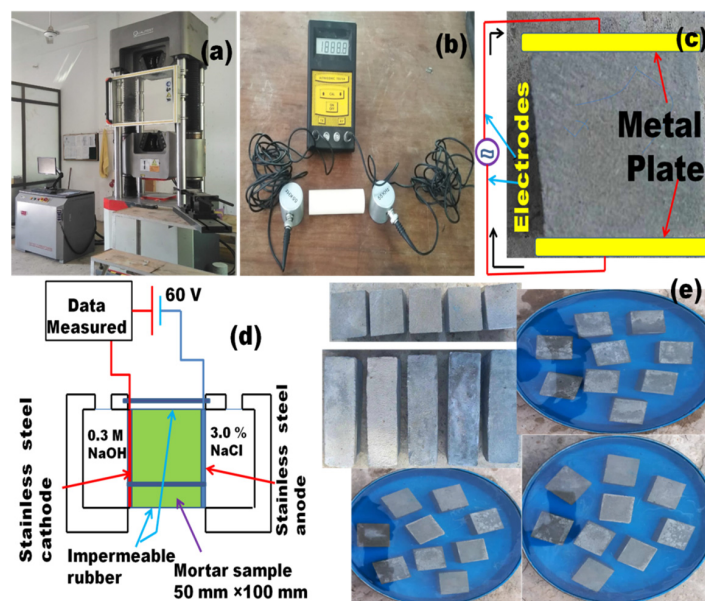 (a)
(b)
18888
(c)
Electrodes
Metal
Plate
(d)
Data
Measured
60 V
Stainless steel
cathode
0.3 M
NaOH
3.0 %
NaCl
Stainless steel
anode
Impermeable
rubber
Mortar sample
50 mm ×100 mm
(e)